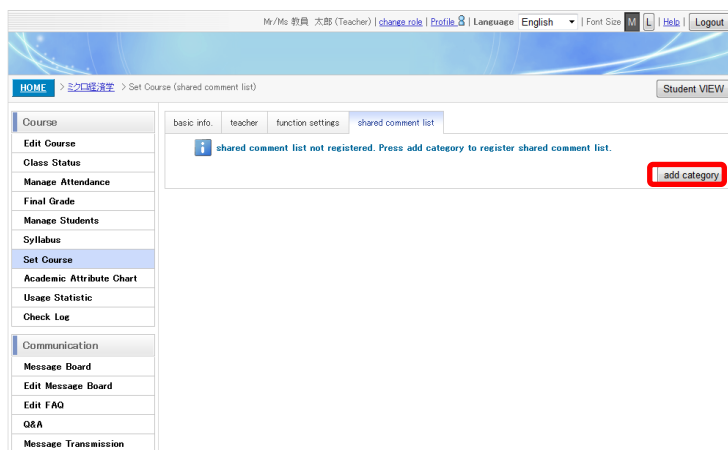 Mr/Ms 教員 太郎 (Teacher) | change role | Profile | Language English | Font Size M L | Help | Logout
HOME > ミクロ経済学 > Set Course (shared comment list) Student VIEW
Course
Edit Course
Class Status
Manage Attendance
Final Grade
Manage Students
Syllabus
Set Course
Academic Attribute Chart
Usage Statistic
Check Log
Communication
Message Board
Edit Message Board
Edit FAQ
Q&A
Message Transmission
basic info. teacher function settings shared comment list
shared comment list not registered. Press add category to register shared comment list.
add category